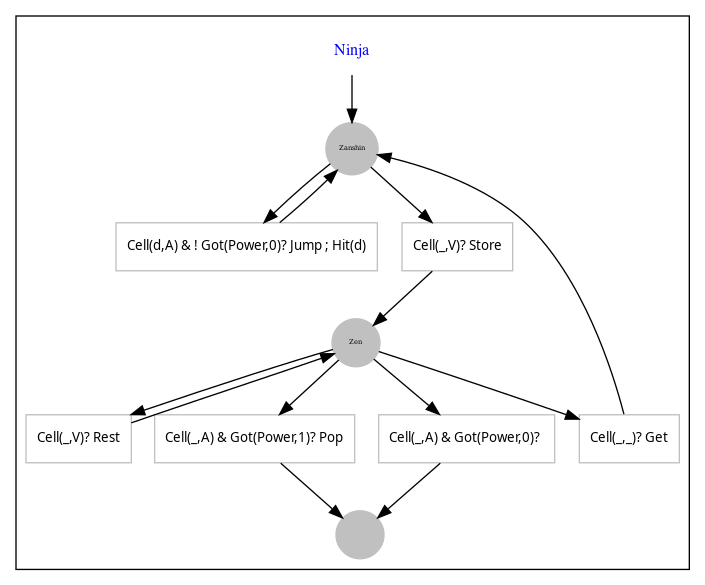 Ninja
Zanshin
Cell(d,A) & ! Got(Power,0)? Jump ; Hit(d)
Cell(_,V)? Store
Zen
Cell(_,V)? Rest
Cell(_,A) & Got(Power,1)? Pop
Cell(_,A) & Got(Power,0)?
Cell(_,_)? Get